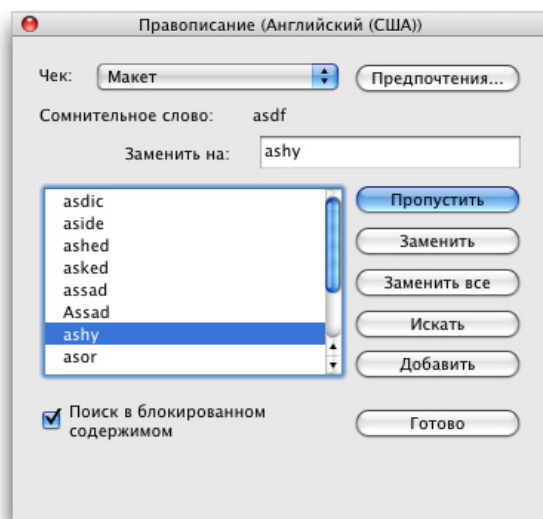 Правописание (Английский (США))
Чек: Макет Предпочтения...
Сомнительное слово: asdf
Заменить на: ashy
asdic
aside
ashed
asked
assad
Assad
ashy
asor
Пропустить
Заменить
Заменить все
Искать
Добавить
Поиск в блокированном
содержимом
Готово